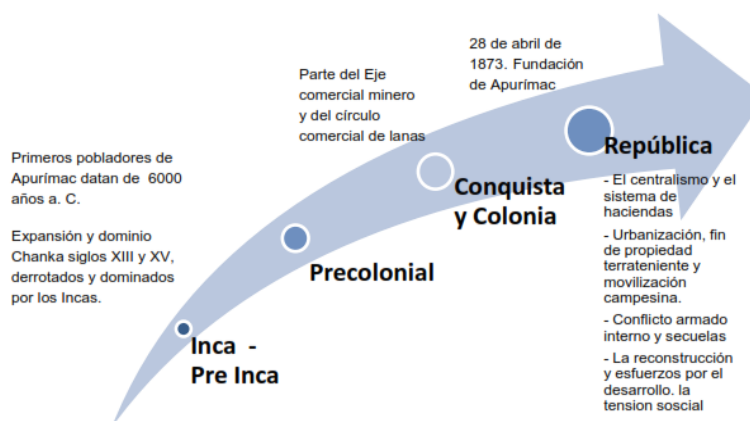 Primeros pobladores de
Apurímac datan de 6000
años a. C.
Expansión y dominio
Chanka siglos XIII y XV,
derrotados y dominados
por los Incas.
Inca -
Pre Inca
Precolonial
Parte del Eje
comercial minero
y del círculo
comercial de lanas
Conquista
y Colonia
28 de abril de
1873. Fundación
de Apurímac
República
- El centralismo y el
sistema de
haciendas
- Urbanización, fin
de propiedad
terrateniente y
movilización
campesina.
- Conflicto armado
interno y secuelas
- La reconstrucción
y esfuerzos por el
desarrollo. la
tension soscial